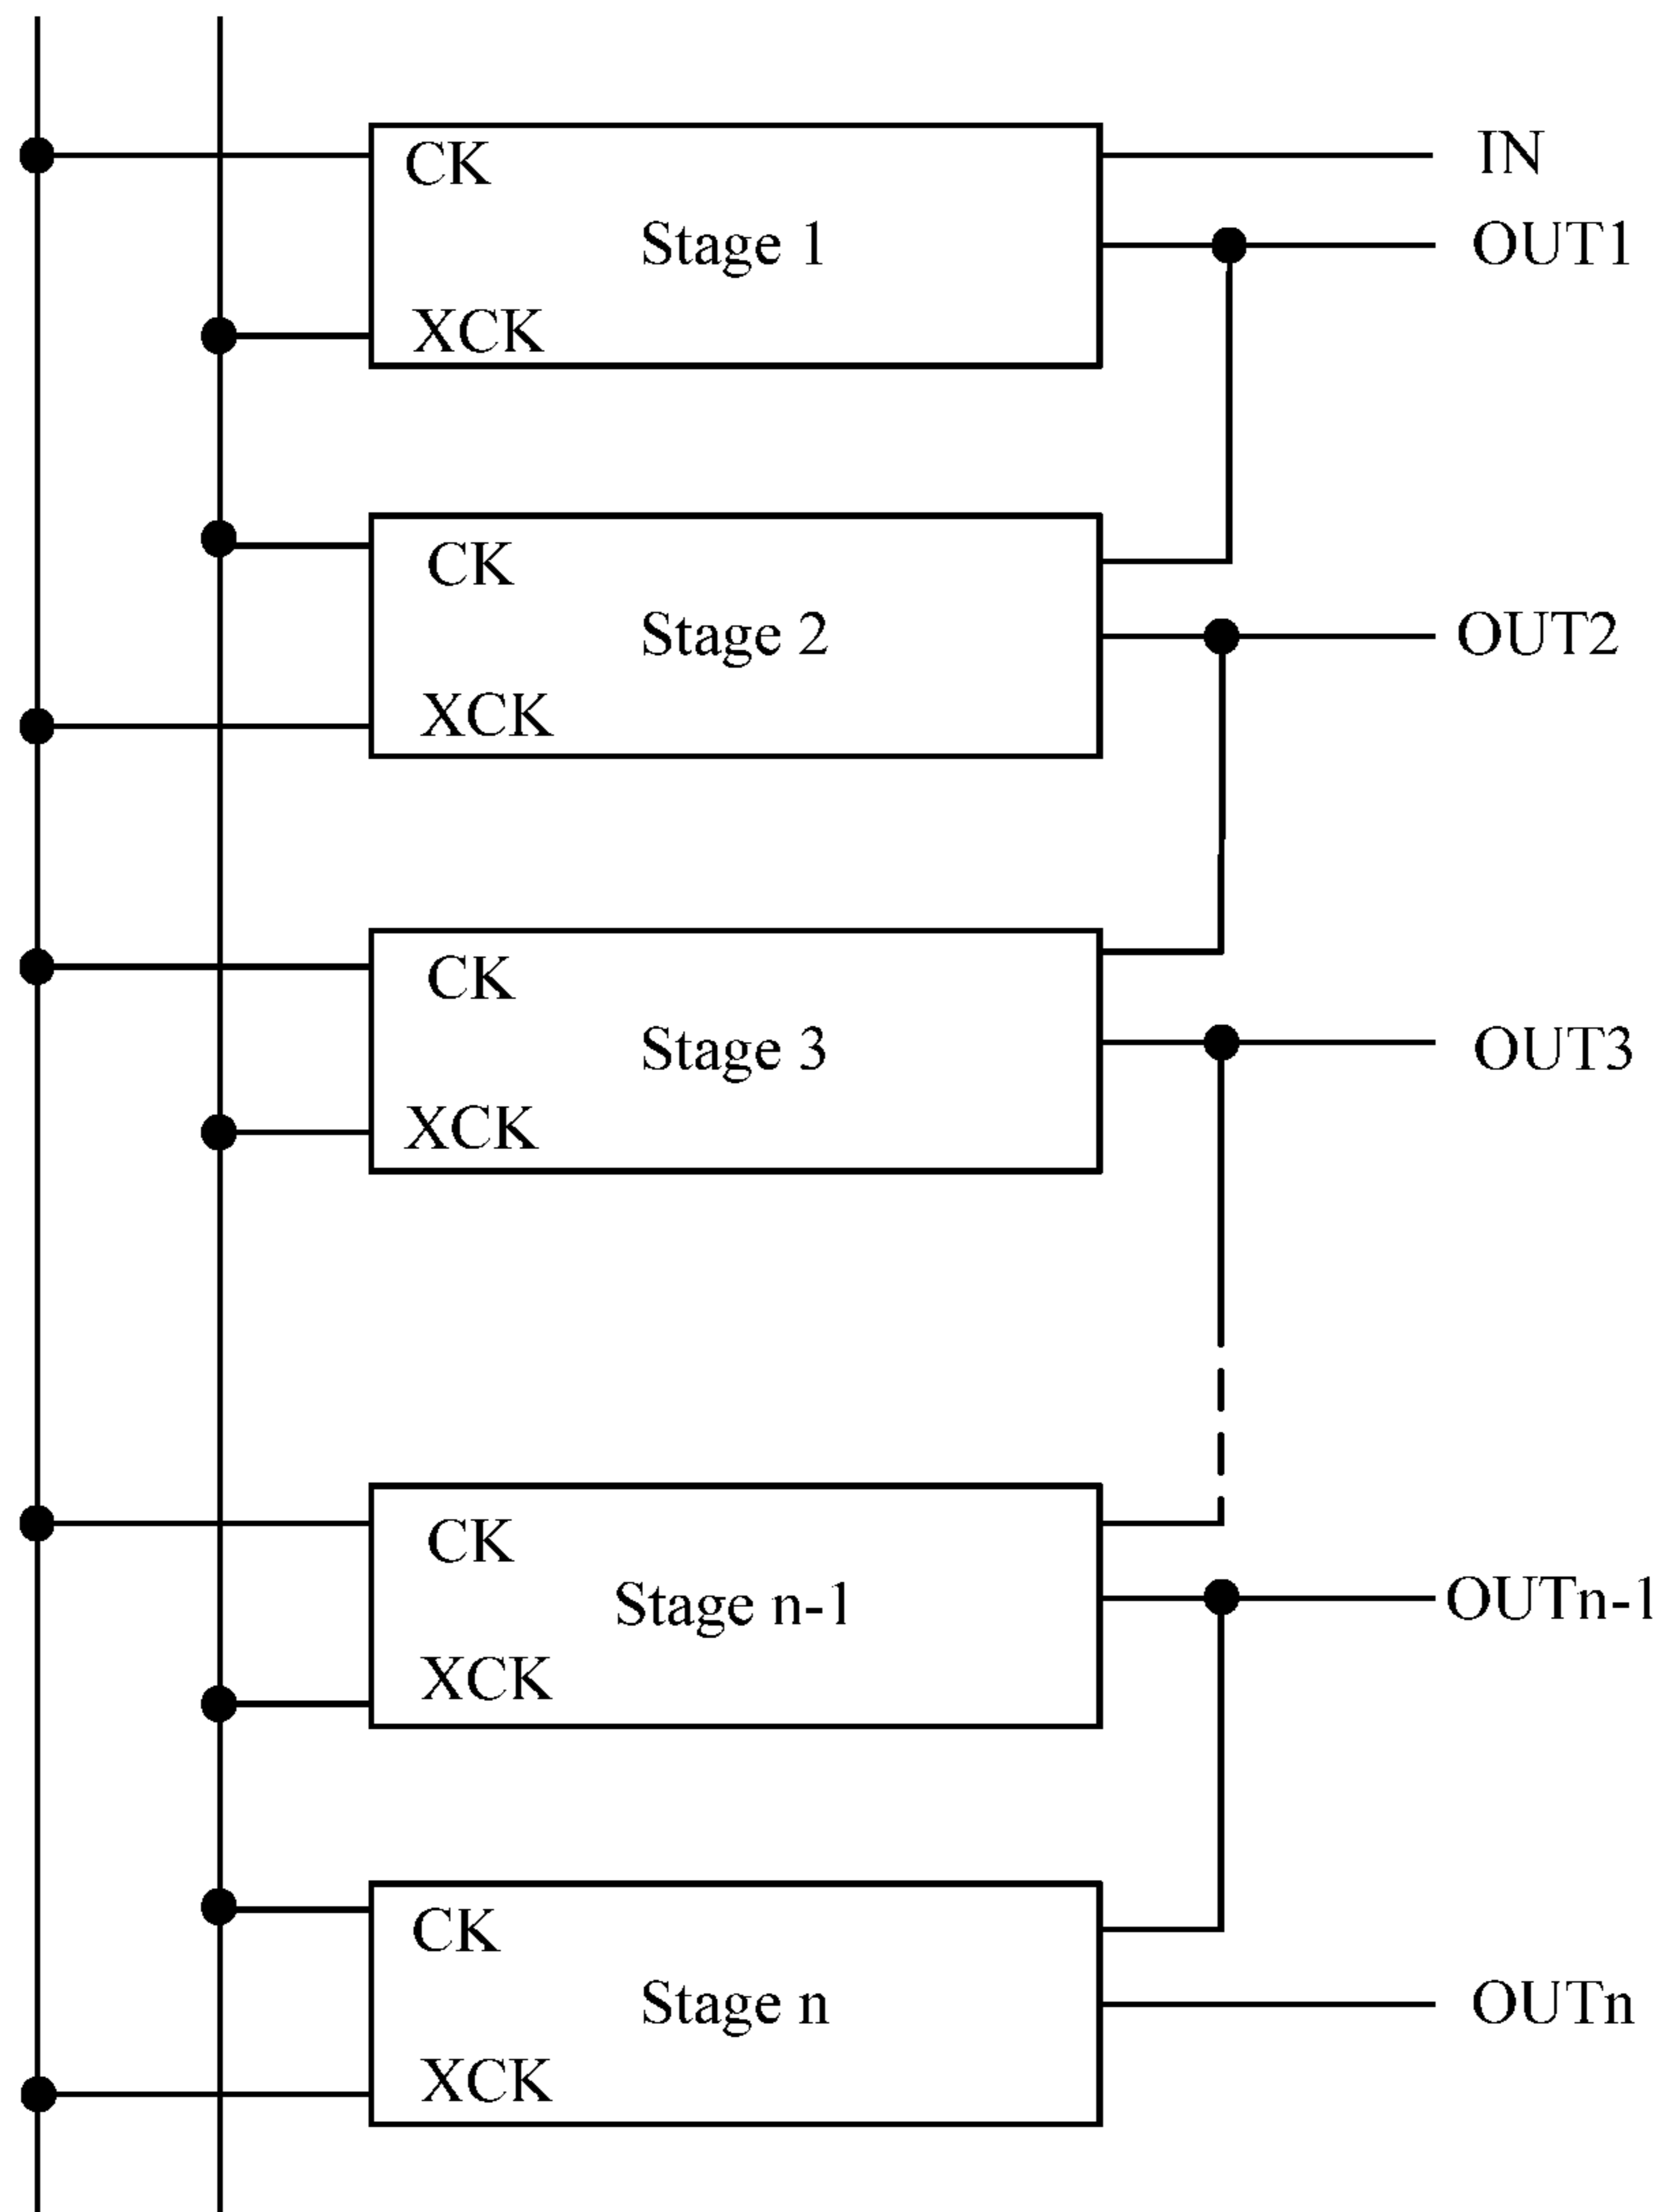 CK
IN
Stage 1
OUT1
XCK
CK
Stage 2
OUT2
XCK
CK
Stage 3
OUT3
XCK
CK
Stage n-1
OUTn-1
XCK
CK
Stage n
OUTn
XCK